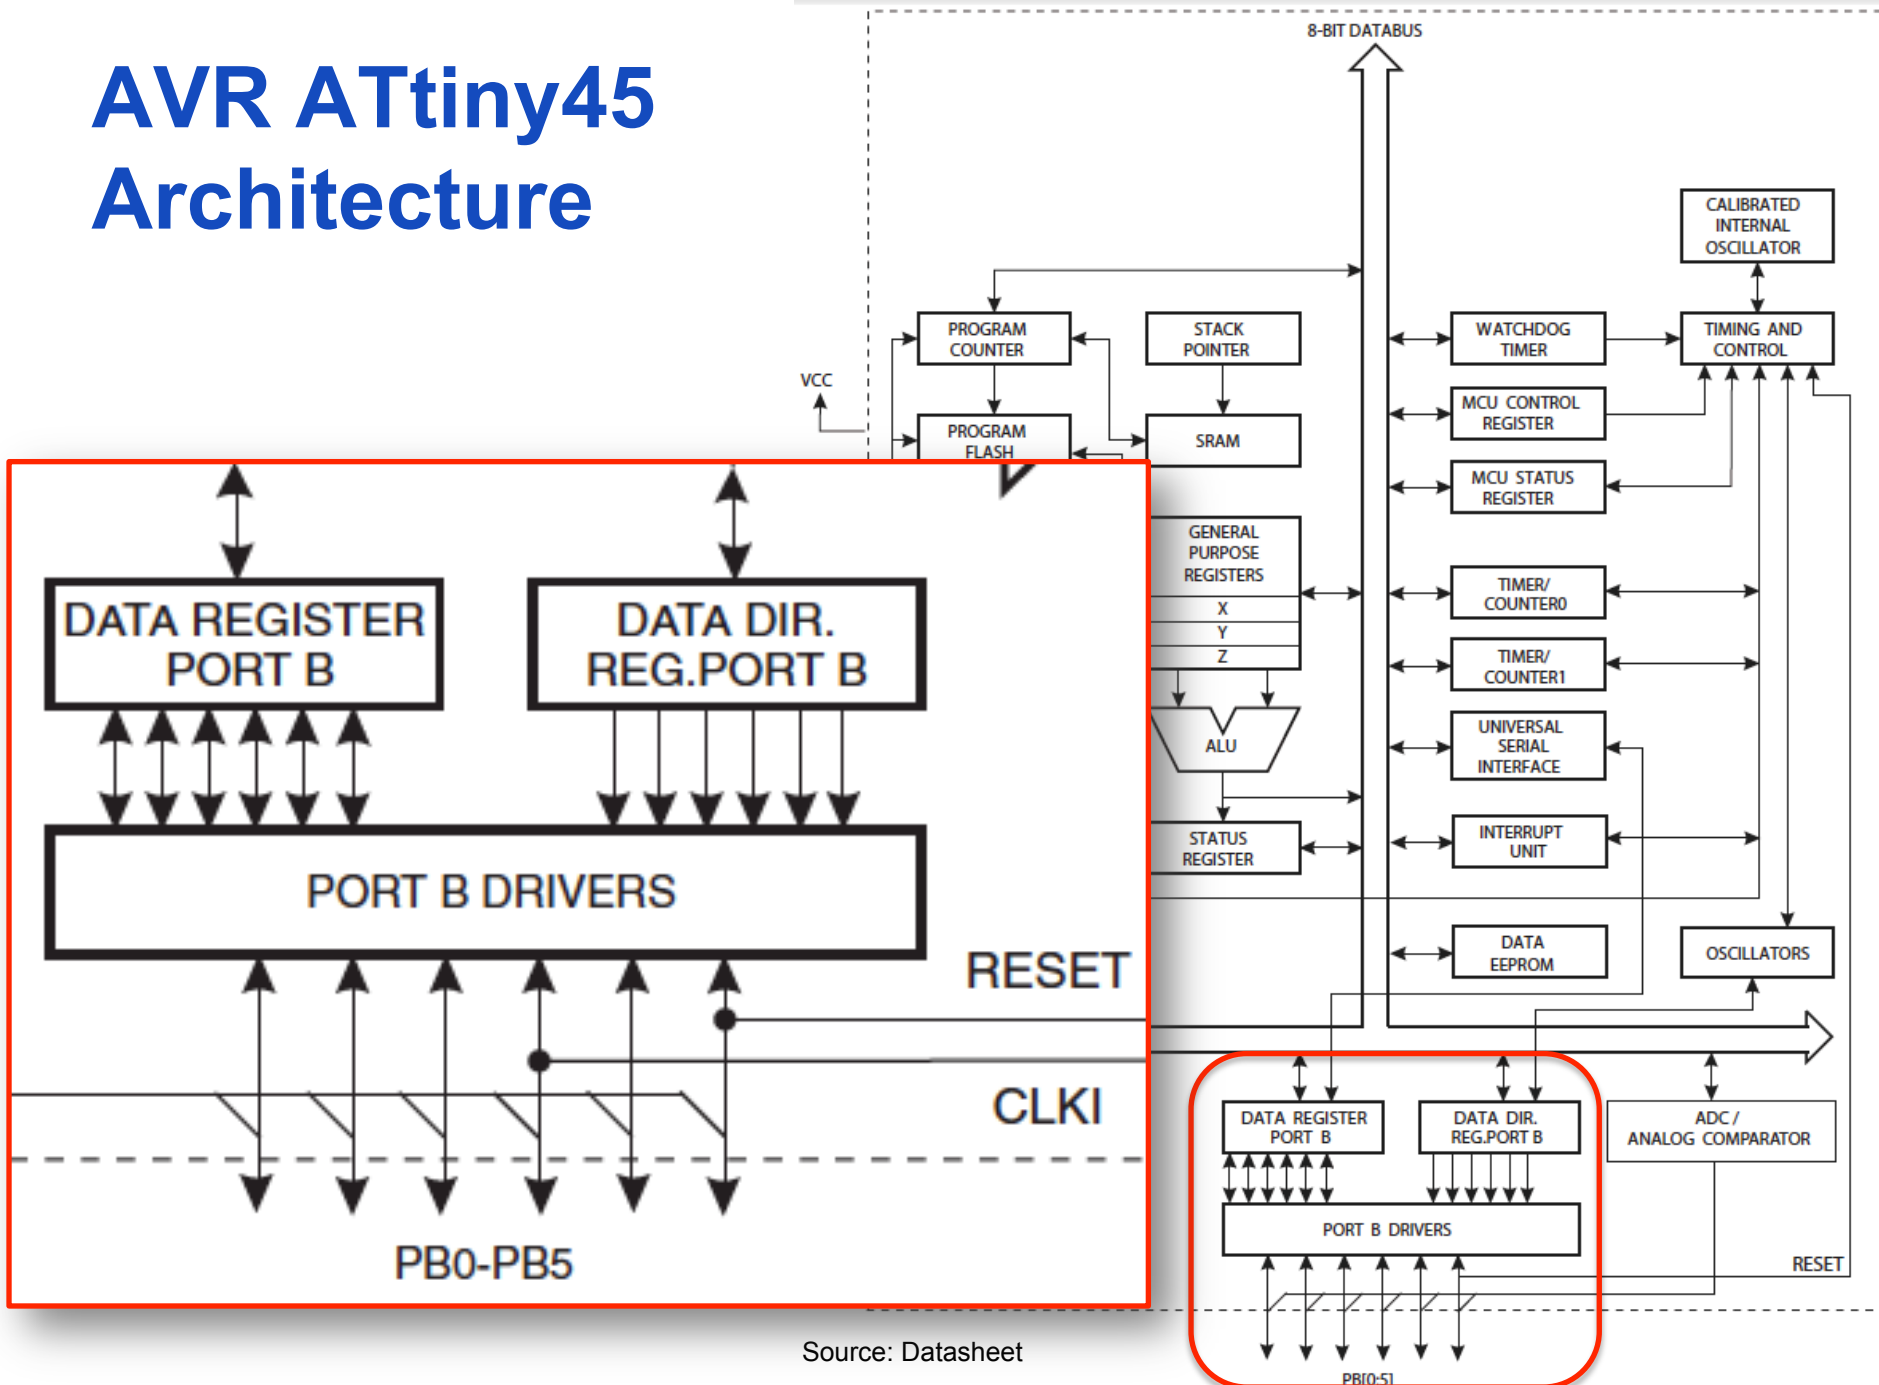 AVR ATtiny45
Architecture
8-BIT DATABUS
CALIBRATED
INTERNAL
OSCILLATOR
PROGRAM
COUNTER
STACK
POINTER
WATCHDOG
TIMER
TIMING AND
CONTROL
VCC
MCU CONTROL
REGISTER
PROGRAM
FLASH
SRAM
MCU STATUS
REGISTER
GENERAL
PURPOSE
REGISTERS
X
Y
Z
TIMER/
COUNTER0
TIMER/
COUNTER1
ALU
UNIVERSAL
SERIAL
INTERFACE
STATUS
REGISTER
INTERRUPT
UNIT
DATA
EEPROM
OSCILLATORS
DATA REGISTER
PORT B
DATA DIR.
REG.PORT B
PORT B DRIVERS
RESET
CLKI
PB0-PB5
DATA REGISTER
PORT B
DATA DIR.
REG.PORT B
ADC /
ANALOG COMPARATOR
PORT B DRIVERS
RESET
PB[0:5]
Source: Datasheet